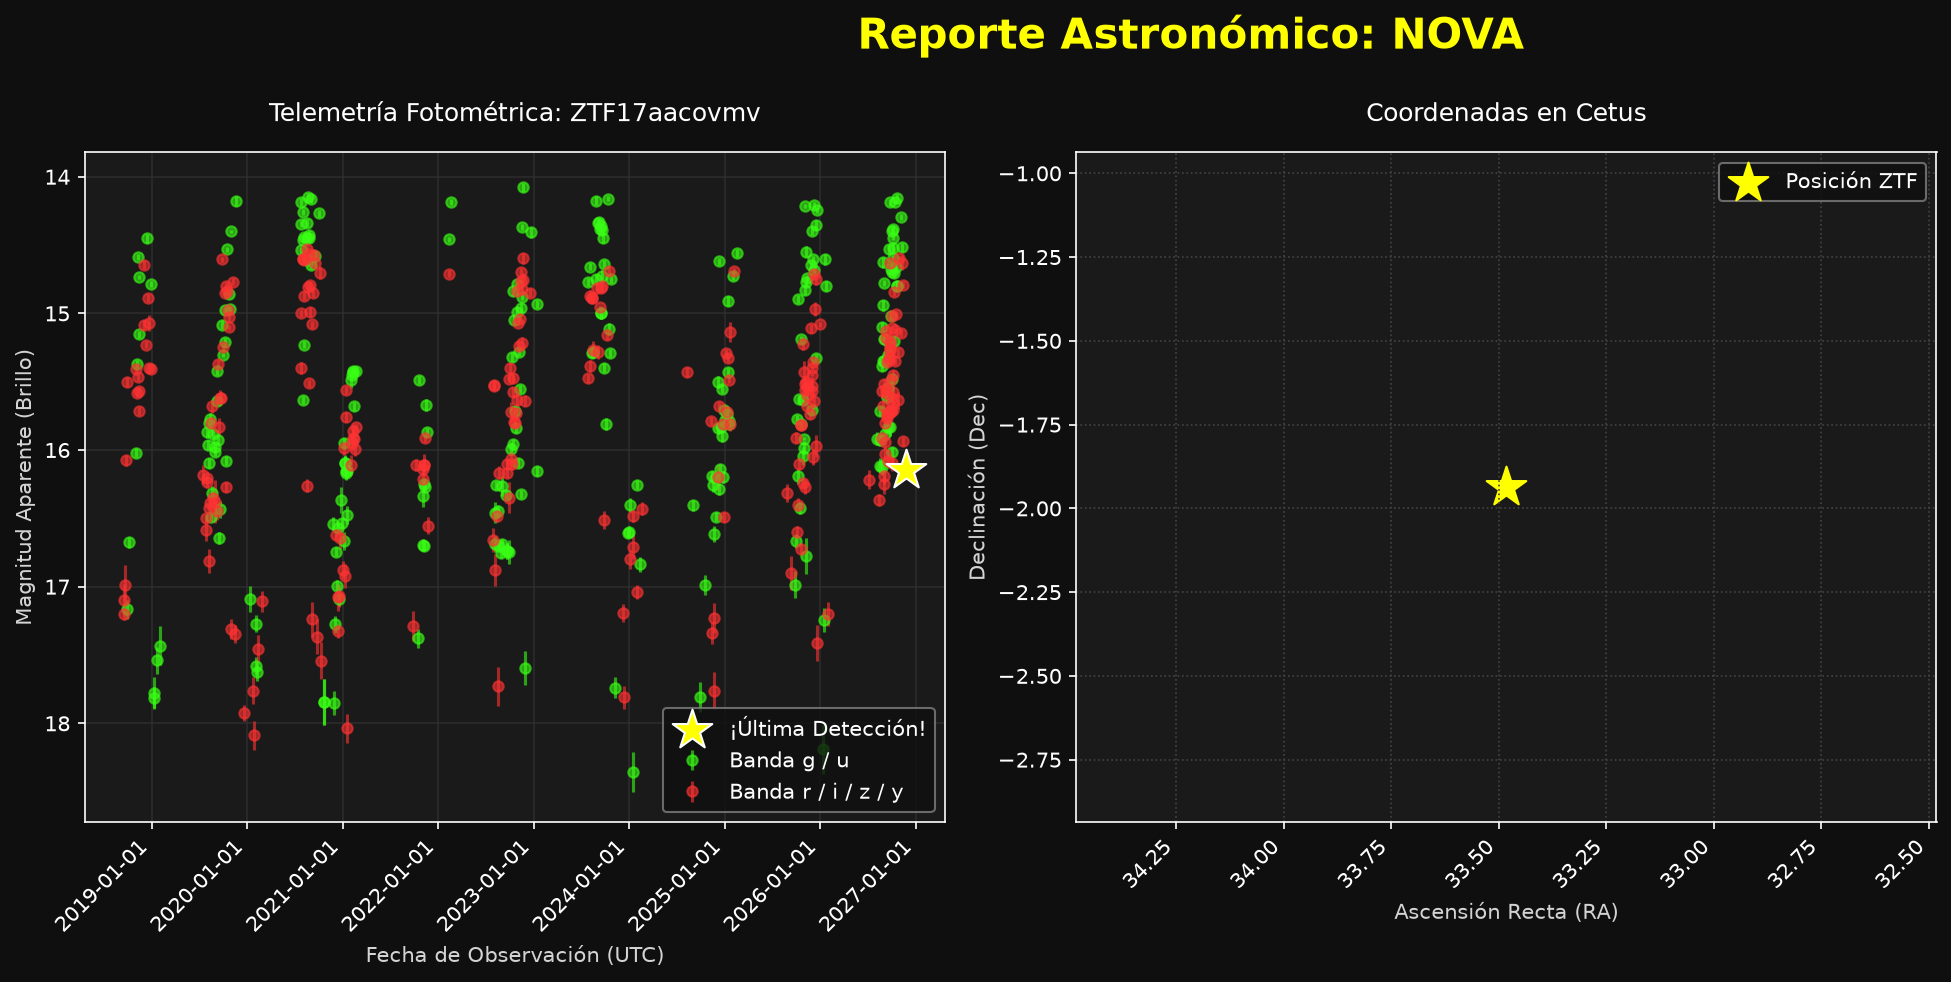 Reporte Astronómico: NOVA
Telemetría Fotométrica: ZTF17aacovmv
14
15
16
17
18
Magnitud Aparente (Brillo)
¡Última Detección!
Banda g / u
Banda r / i / z / y
2019-01-01
2020-01-01
2021-01-01
2022-01-01
2023-01-01
2024-01-01
2025-01-01
2026-01-01
2027-01-01
Fecha de Observación (UTC)
Coordenadas en Cetus
Posición ZTF
−1.00
−1.25
−1.50
−1.75
−2.00
−2.25
−2.50
−2.75
Declinación (Dec)
34.25
34.00
33.75
33.50
33.25
33.00
32.75
32.50
Ascensión Recta (RA)